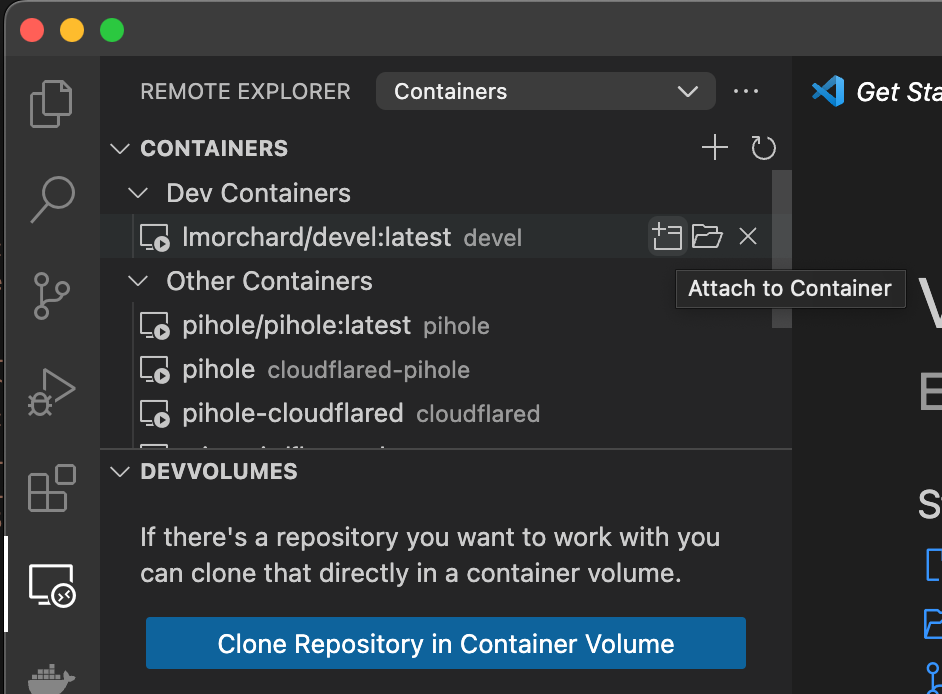 REMOTE EXPLORER Containers
Get Sta
CONTAINERS
Dev Containers
lmorchard/devel:latest devel
Attach to Container
Other Containers
pihole/pihole:latest pihole
pihole cloudflared-pihole
pihole-cloudflared cloudflared
DEVVOLUMES
If there's a repository you want to work with you
can clone that directly in a container volume.
Clone Repository in Container Volume